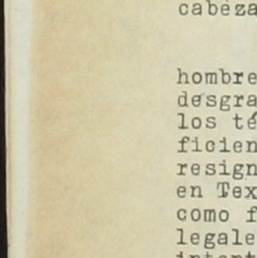 cabeza
hombre
desgra
los té
ficien
resign
en Tex
como f
legale